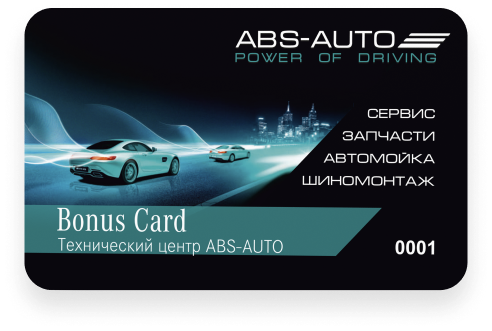 ABS-AUTO
POWER OF DRIVING
СЕРВИС
ЗАПЧАСТИ
АВТОМОЙКА
ШИНОМОНТАЖ
Bonus Card
Технический центр ABS-AUTO
0001